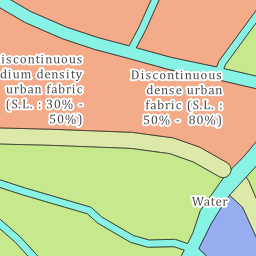 iscontinuous
dium density
urban fabric
(S.L. : 30% -
50%)
Discontinuous
dense urban
fabric (S.L. :
50% - 80%)
Water